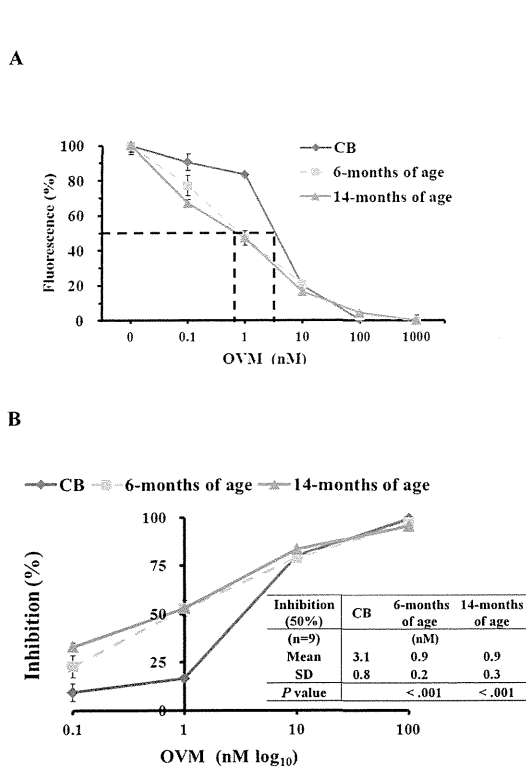 A
Fluorescence (%)
100
80
60
40
20
0
0 0.1 1 10 100 1000
OVM (nM)
CB
6-months of age
14-months of age
B
CB 6-months of age 14-months of age
Inhibition (%)
100
75
50
25
0
0.1 1 10 100
OVM (nM log10)
Inhibition (50%) CB 6-months of age 14-months of age
(n=9) (nM)
Mean 3.1 0.9 0.9
SD 0.8 0.2 0.3
P value < .001 < .001